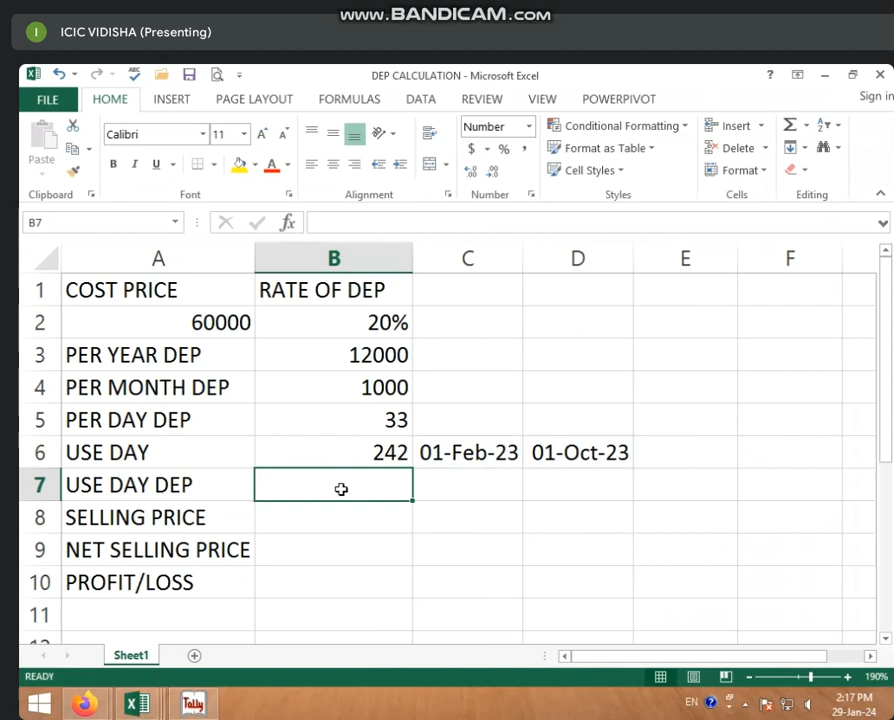 www.BANDICAM.com
I ICIC VIDISHA (Presenting)
DEP CALCULATION - Microsoft Excel
Sign in
FILE HOME INSERT PAGE LAYOUT FORMULAS DATA REVIEW VIEW POWERPIVOT
Paste
Calibri 11
B I U
Number
$ % ,
Conditional Formatting
Format as Table
Cell Styles
Insert
Delete
Format
Clipboard Font Alignment Number Styles Cells Editing
B7 fx
A B C D E F
1 COST PRICE RATE OF DEP
2 60000 20%
3 PER YEAR DEP 12000
4 PER MONTH DEP 1000
5 PER DAY DEP 33
6 USE DAY 242 01-Feb-23 01-Oct-23
7 USE DAY DEP
8 SELLING PRICE
9 NET SELLING PRICE
10 PROFIT/LOSS
11
Sheet1
READY 190%
Tally
EN 2:17 PM
29-Jan-24